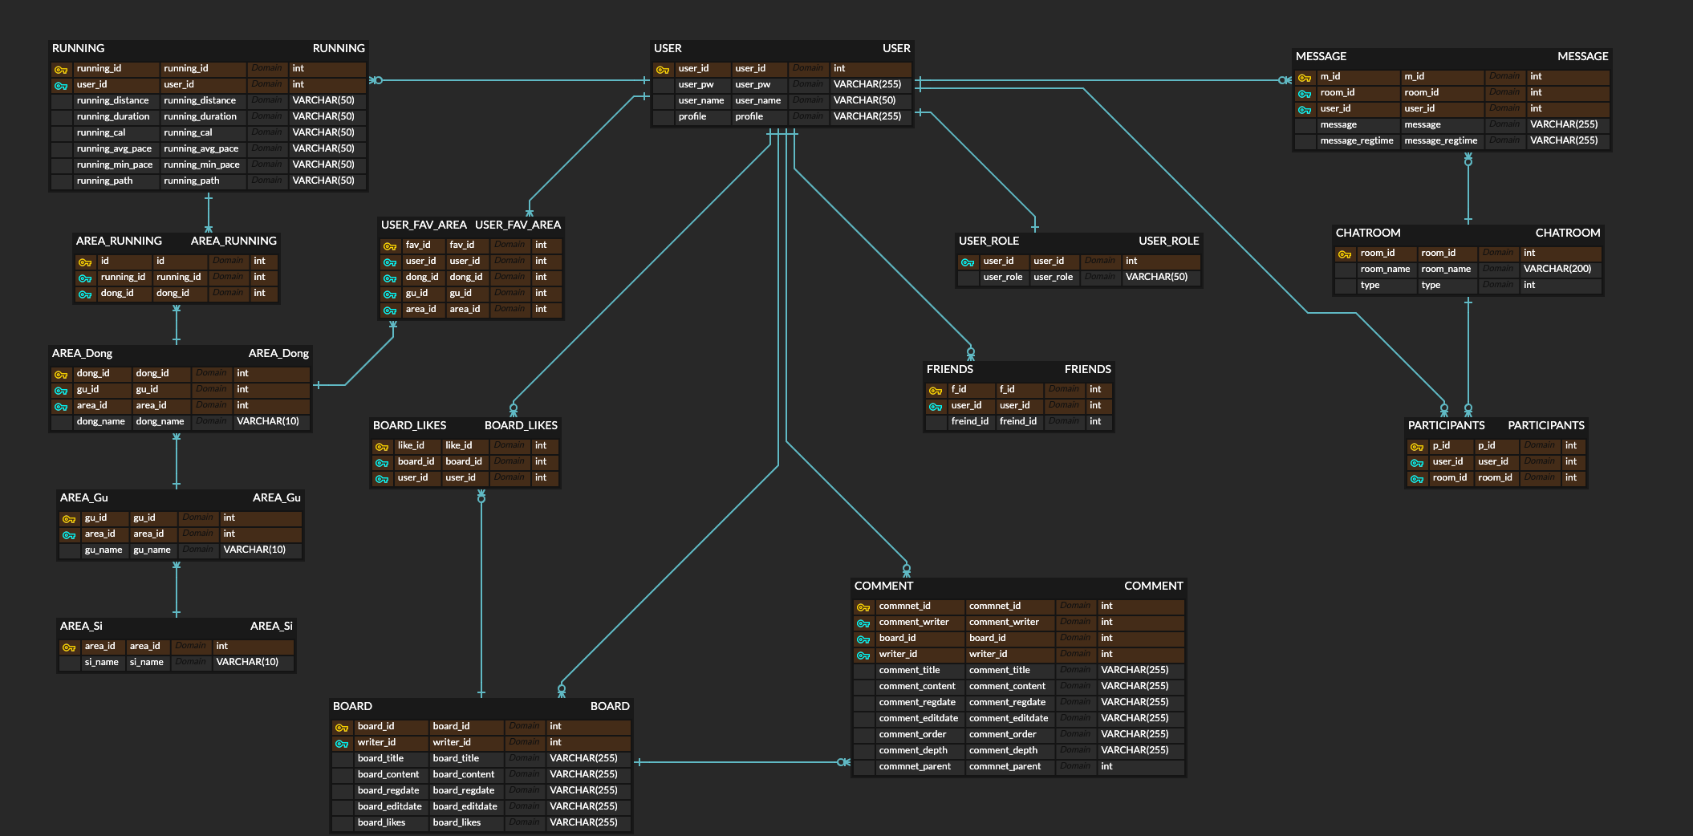 RUNNING RUNNING
running_id running_id Domain int
user_id user_id Domain int
running_distance running_distance Domain VARCHAR(50)
running_duration running_duration Domain VARCHAR(50)
running_cal running_cal Domain VARCHAR(50)
running_avg_pace running_avg_pace Domain VARCHAR(50)
running_min_pace running_min_pace Domain VARCHAR(50)
running_path running_path Domain VARCHAR(50)
USER USER
user_id user_id Domain int
user_pw user_pw Domain VARCHAR(255)
user_name user_name Domain VARCHAR(50)
profile profile Domain VARCHAR(255)
MESSAGE MESSAGE
m_id m_id Domain int
room_id room_id Domain int
user_id user_id Domain int
message message Domain VARCHAR(255)
message_regtime message_regtime Domain VARCHAR(255)
AREA_RUNNING AREA_RUNNING
id id Domain int
running_id running_id Domain int
dong_id dong_id Domain int
USER_FAV_AREA USER_FAV_AREA
fav_id fav_id Domain int
user_id user_id Domain int
dong_id dong_id Domain int
gu_id gu_id Domain int
area_id area_id Domain int
USER_ROLE USER_ROLE
user_id user_id Domain int
user_role user_role Domain VARCHAR(50)
CHATROOM CHATROOM
room_id room_id Domain int
room_name room_name Domain VARCHAR(200)
type type Domain int
AREA_Dong AREA_Dong
dong_id dong_id Domain int
gu_id gu_id Domain int
area_id area_id Domain int
dong_name dong_name Domain VARCHAR(10)
FRIENDS FRIENDS
f_id f_id Domain int
user_id user_id Domain int
freind_id freind_id Domain int
BOARD_LIKES BOARD_LIKES
like_id like_id Domain int
board_id board_id Domain int
user_id user_id Domain int
PARTICIPANTS PARTICIPANTS
p_id p_id Domain int
user_id user_id Domain int
room_id room_id Domain int
AREA_Gu AREA_Gu
gu_id gu_id Domain int
area_id area_id Domain int
gu_name gu_name Domain VARCHAR(10)
AREA_Si AREA_Si
area_id area_id Domain int
si_name si_name Domain VARCHAR(10)
COMMENT COMMENT
commnet_id commnet_id Domain int
comment_writer comment_writer Domain int
board_id board_id Domain int
writer_id writer_id Domain int
comment_title comment_title Domain VARCHAR(255)
comment_content comment_content Domain VARCHAR(255)
comment_regdate comment_regdate Domain VARCHAR(255)
comment_editdate comment_editdate Domain VARCHAR(255)
comment_order comment_order Domain VARCHAR(255)
comment_depth comment_depth Domain VARCHAR(255)
commnet_parent commnet_parent Domain int
BOARD BOARD
board_id board_id Domain int
writer_id writer_id Domain int
board_title board_title Domain VARCHAR(255)
board_content board_content Domain VARCHAR(255)
board_regdate board_regdate Domain VARCHAR(255)
board_editdate board_editdate Domain VARCHAR(255)
board_likes board_likes Domain VARCHAR(255)